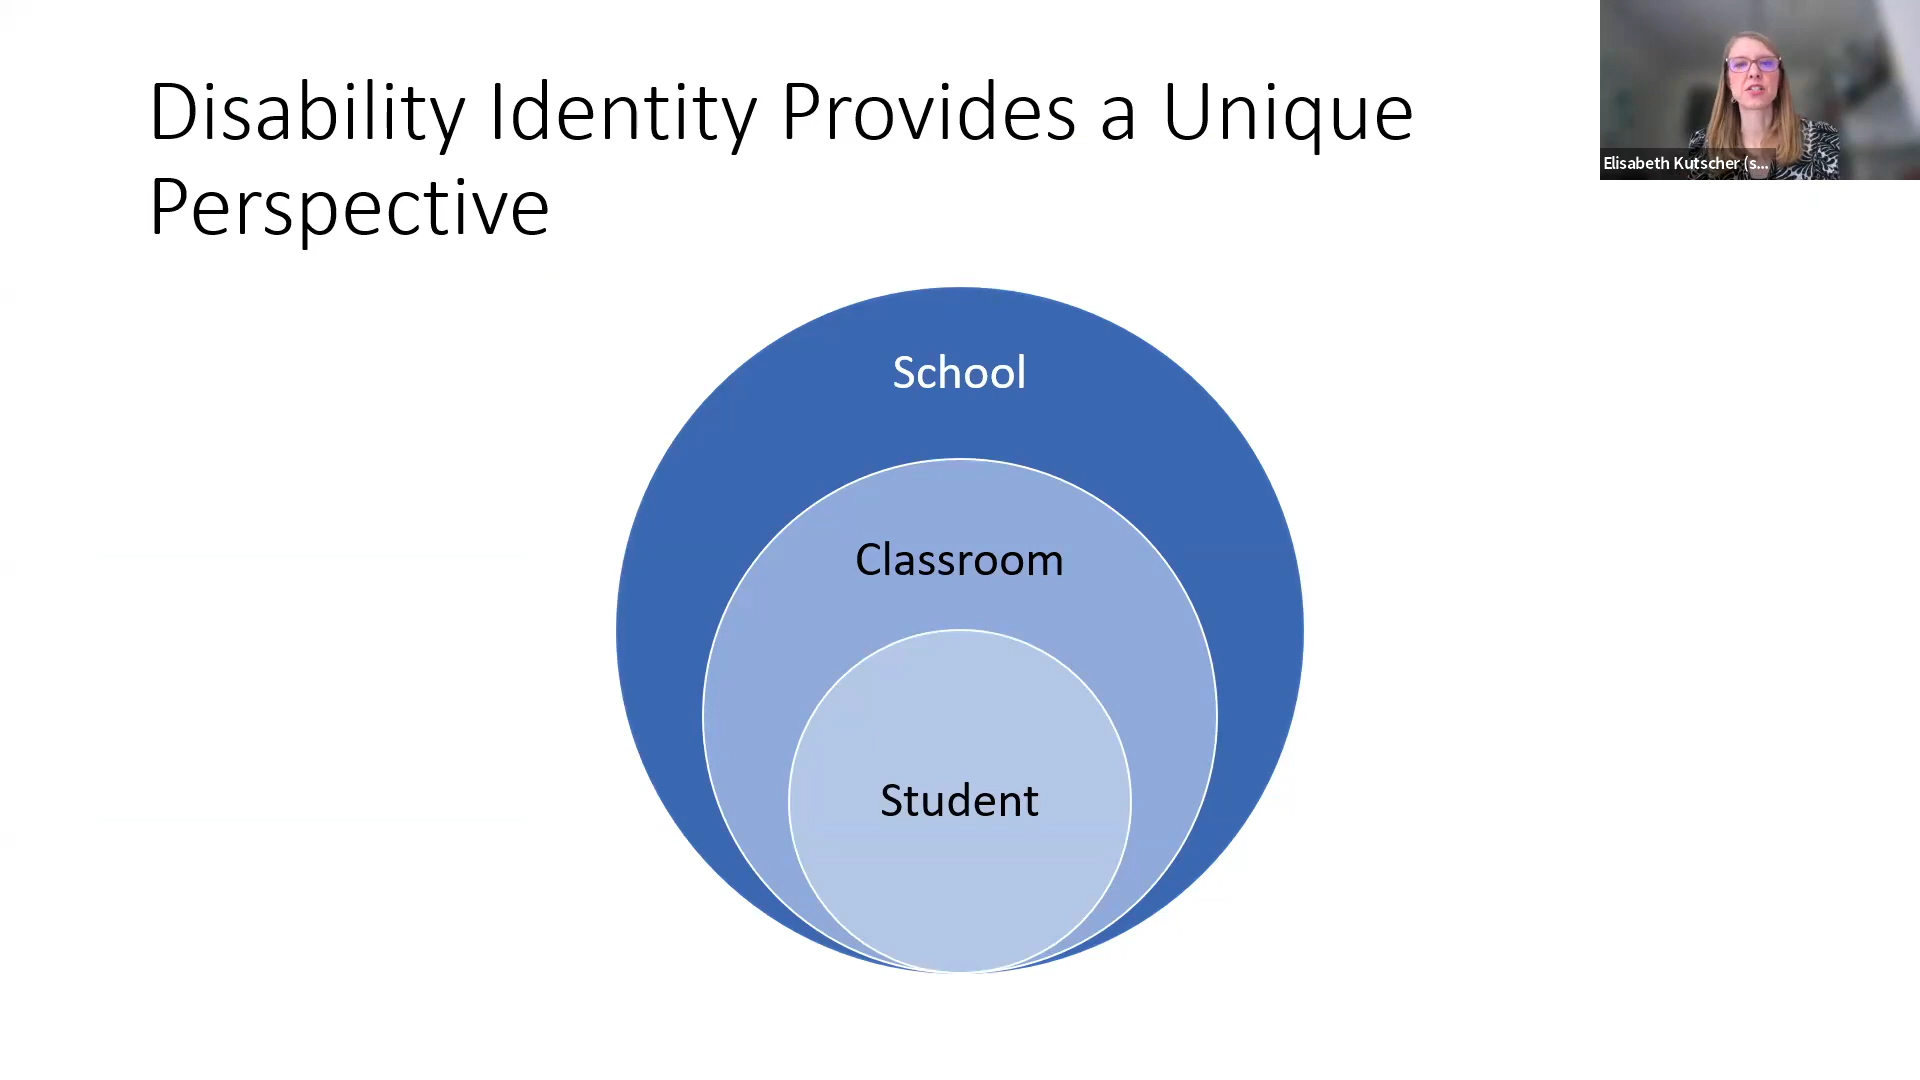 Disability Identity Provides a Unique
Perspective
Elisabeth Kutscher (s...
School
Classroom
Student